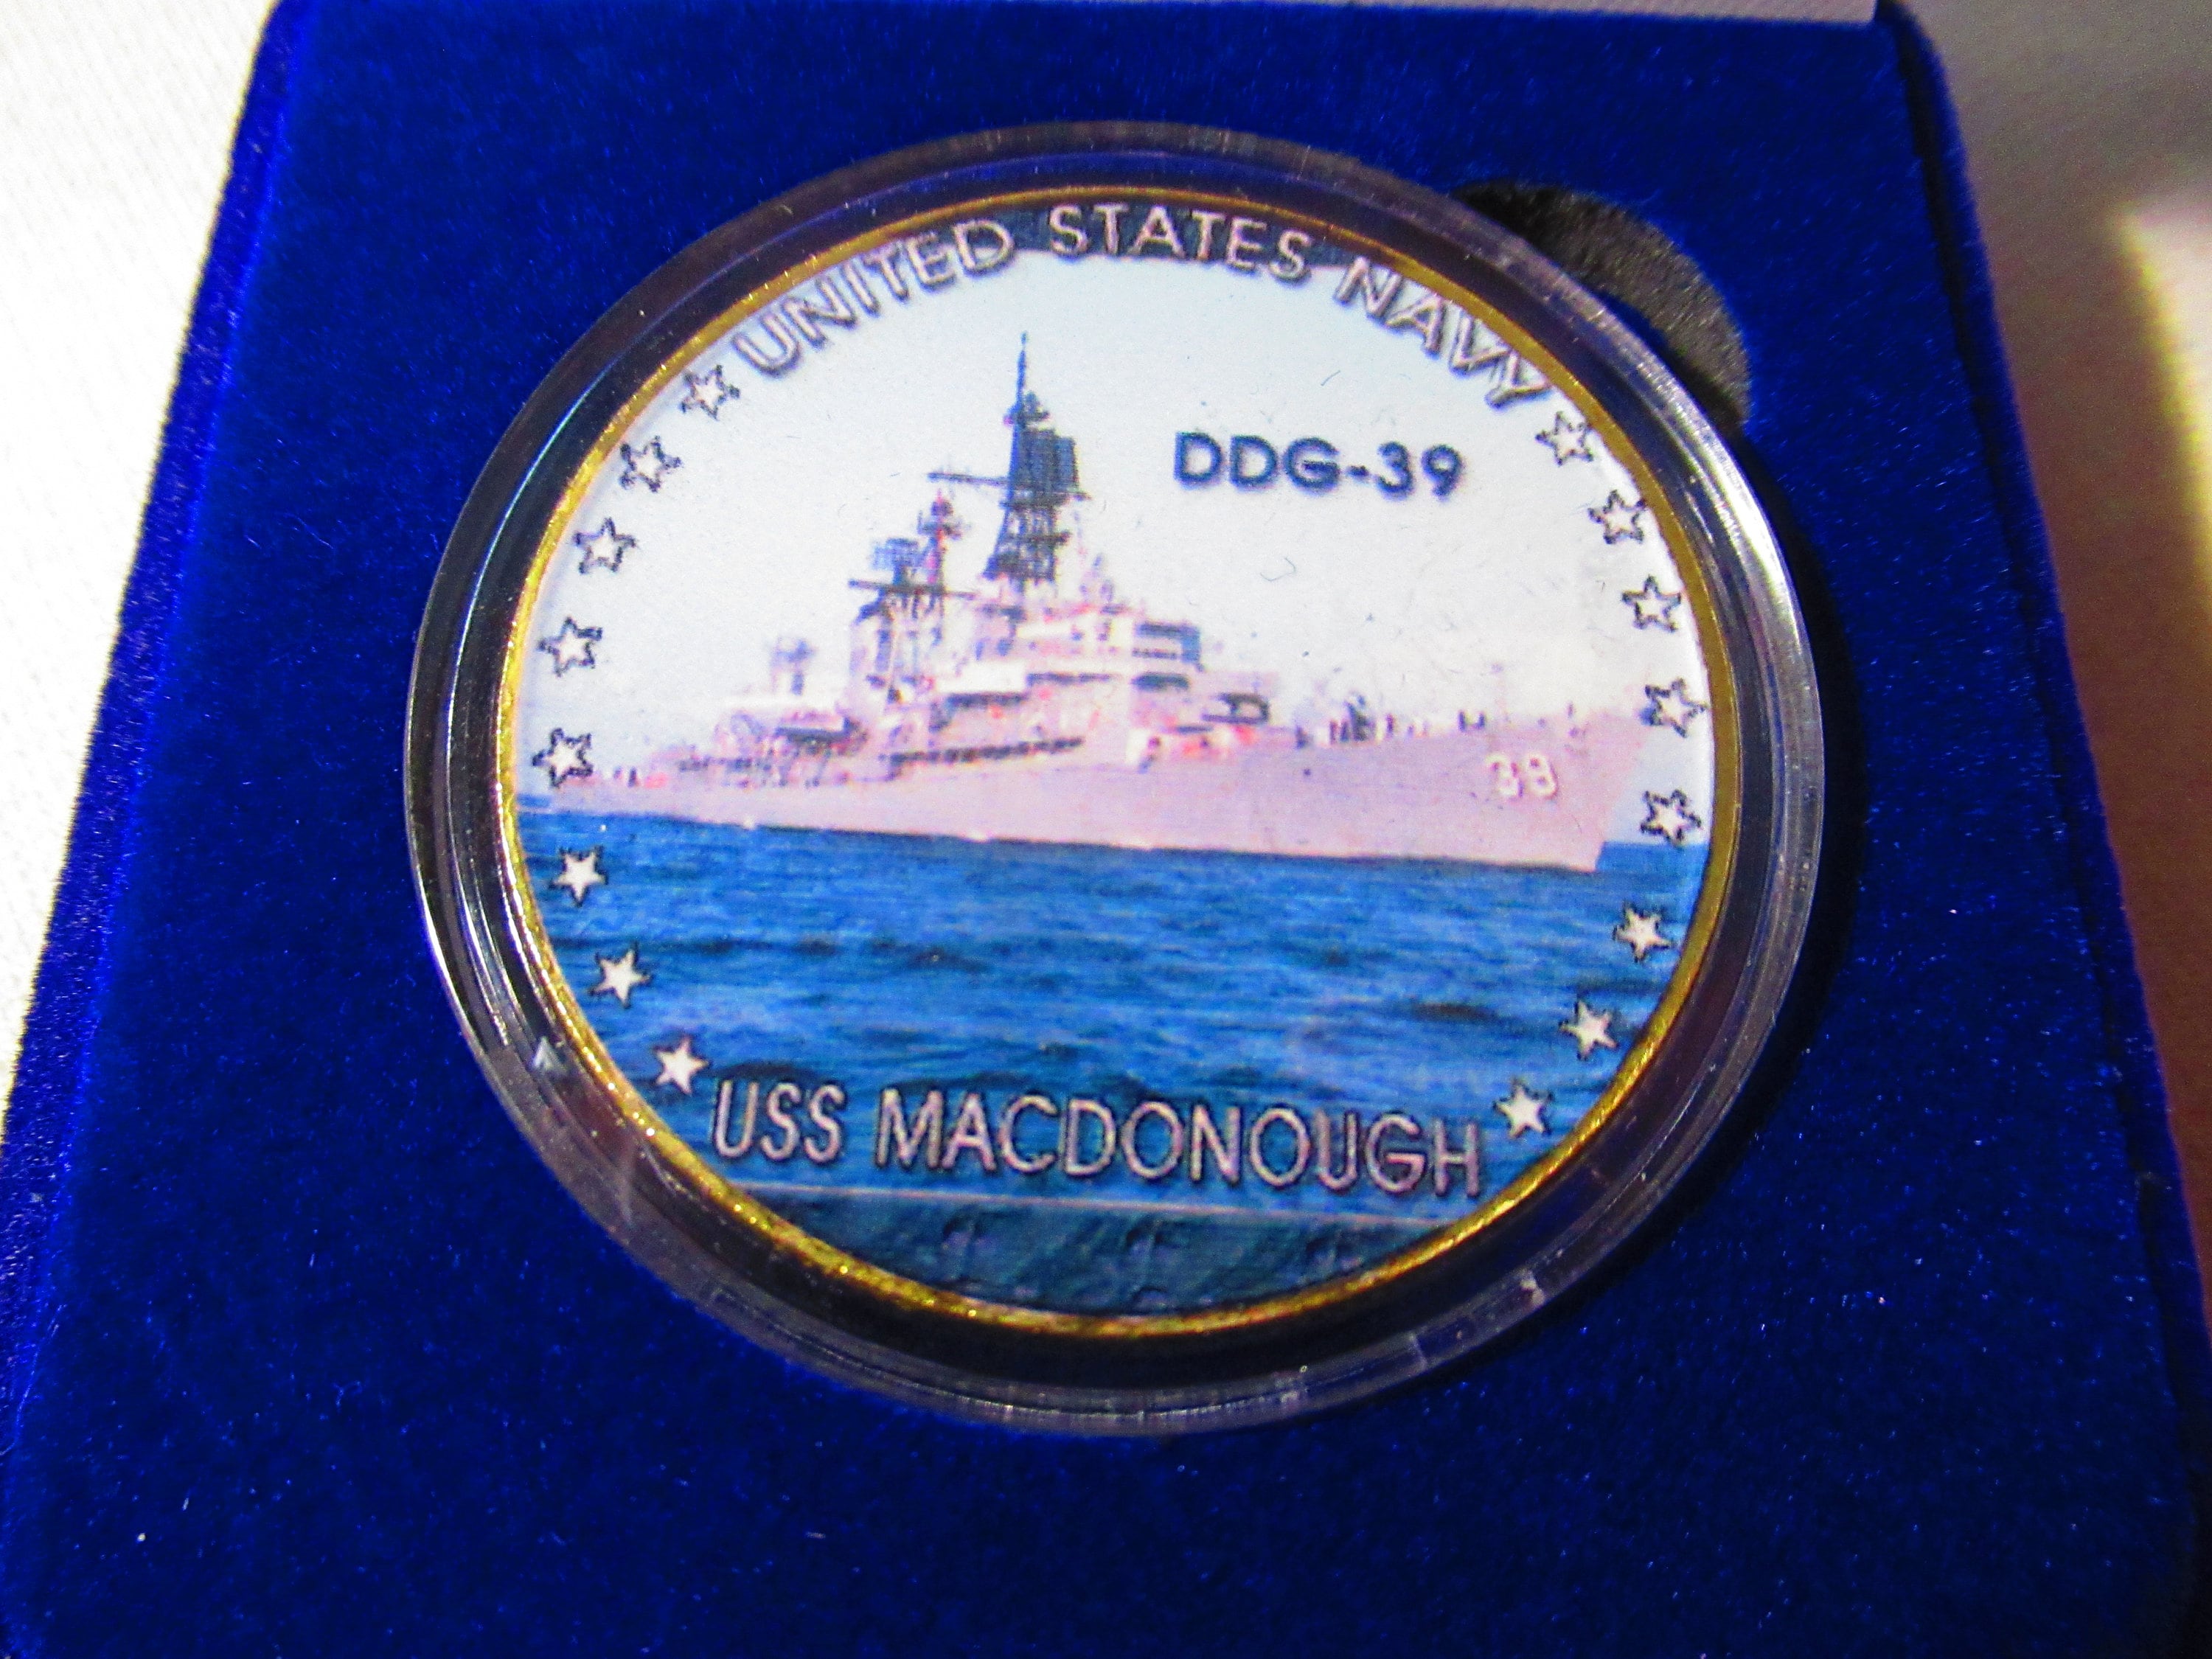 UNITED STATES NAVY
DDG-39
39
USS MACDONOUGH